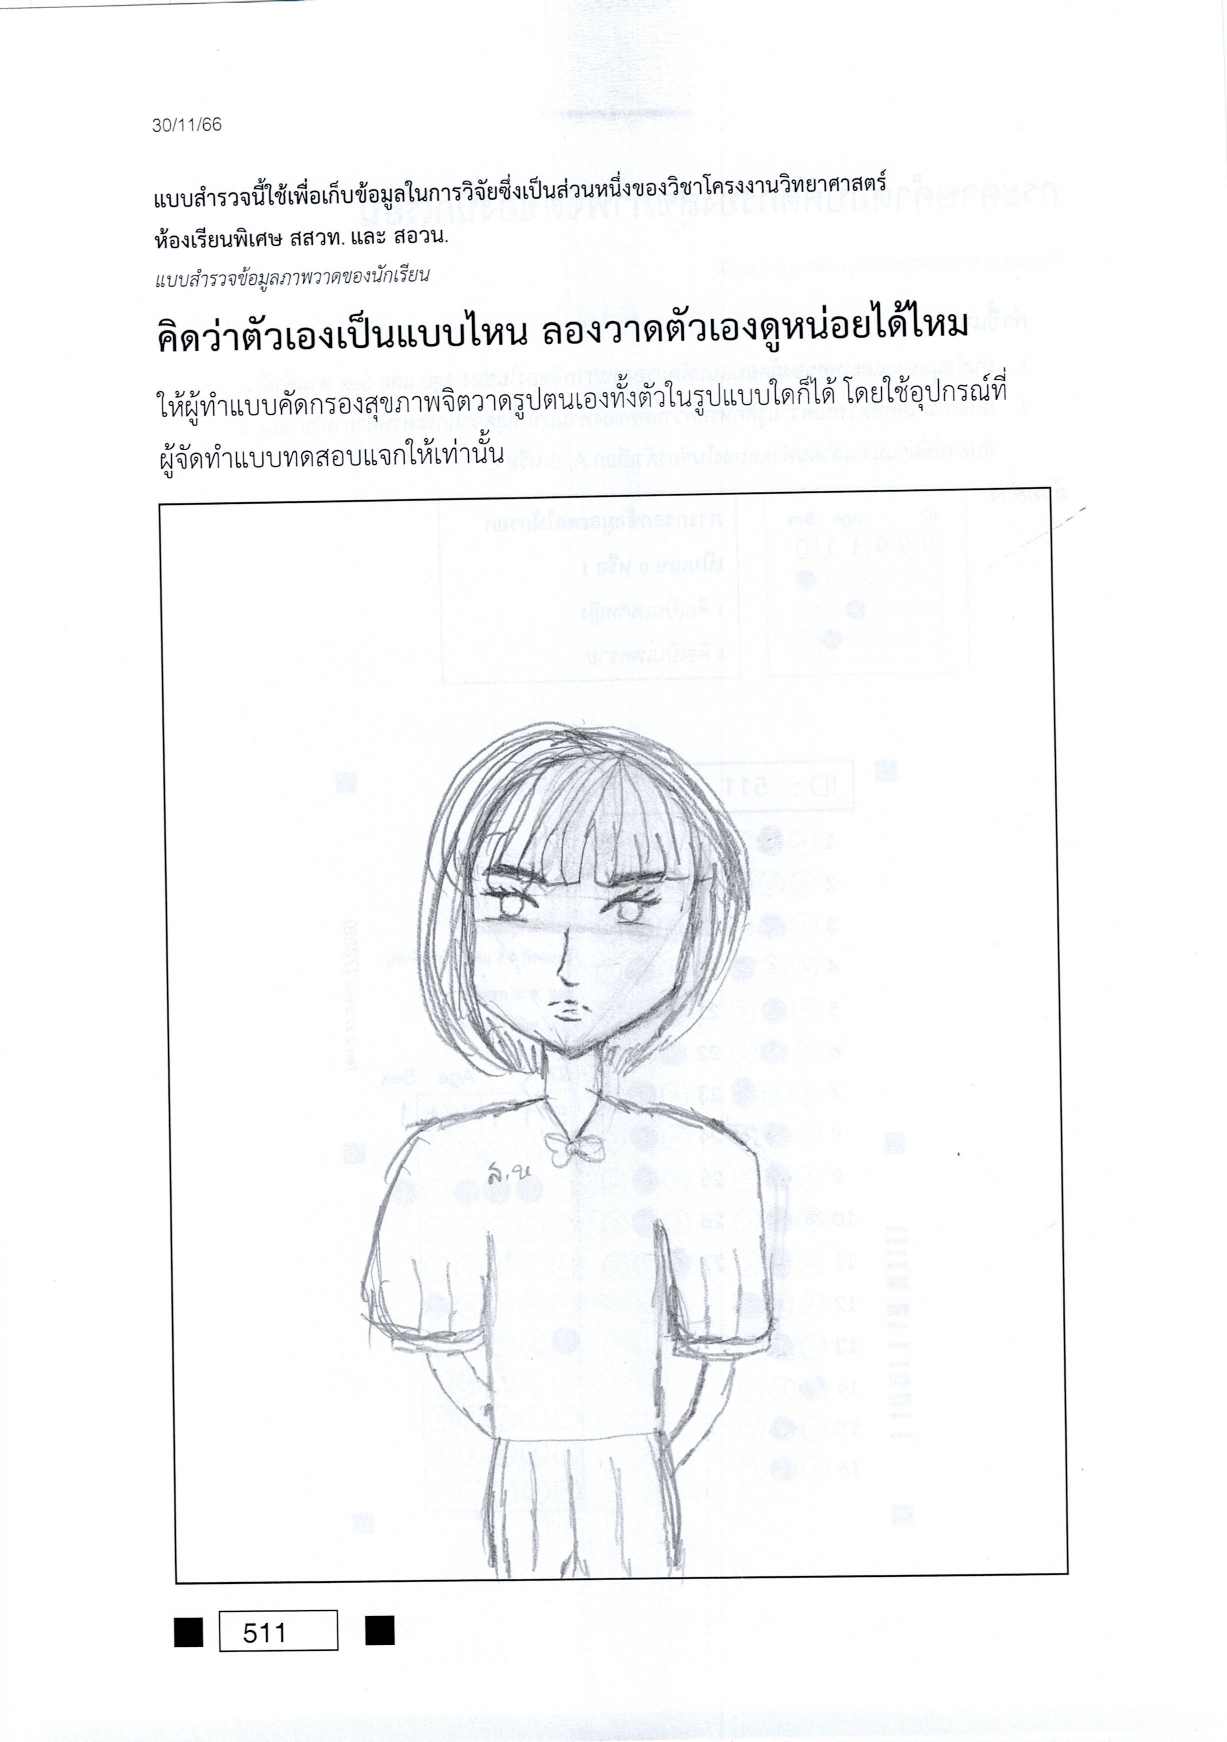 30/11/66
แบบสำรวจนี้ใช้เพื่อเก็บข้อมูลในการวิจัยซึ่งเป็นส่วนหนึ่งของวิชาโครงงานวิทยาศาสตร์
ห้องเรียนพิเศษ สสวท. และ สอวน.
แบบสำรวจข้อมูลภาพวาดของนักเรียน
คิดว่าตัวเองเป็นแบบไหน ลองวาดตัวเองดูหน่อยได้ไหม
ให้ผู้ทำแบบคัดกรองสุขภาพจิตวาดรูปตนเองทั้งตัวในรูปแบบใดก็ได้ โดยใช้อุปกรณ์ที่
ผู้จัดทำแบบทดสอบแจกให้เท่านั้น
ส.ห
511